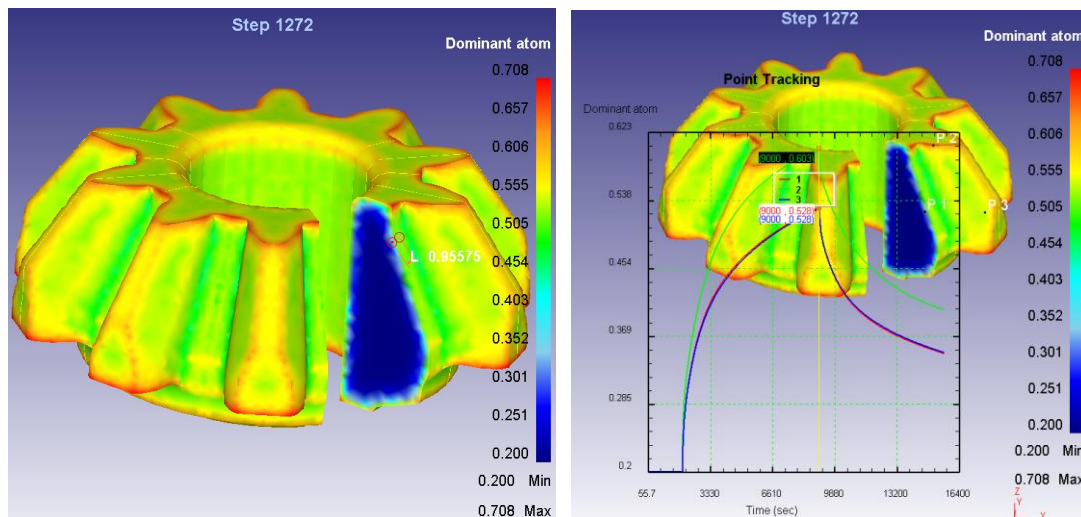 Step 1272
Dominant atom
0.708
0.657
0.606
0.555
0.505
0.454
0.403
0.352
0.301
0.251
0.200
0.200 Min
0.708 Max
L 0.95575
Step 1272
Dominant atom
0.708
0.657
0.606
0.555
0.505
0.454
0.403
0.352
0.301
0.251
0.200
0.200 Min
0.708 Max
Point Tracking
Dominant atom
0.623
0.538
0.454
0.369
0.285
0.2
55.7 3330 6610 9880 13200 16400
Time (sec)
(9000 , 0.603)
1
2
3
(9000 , 0.528)
(9000 , 0.528)
P 2
P 1
P 3
Z
X